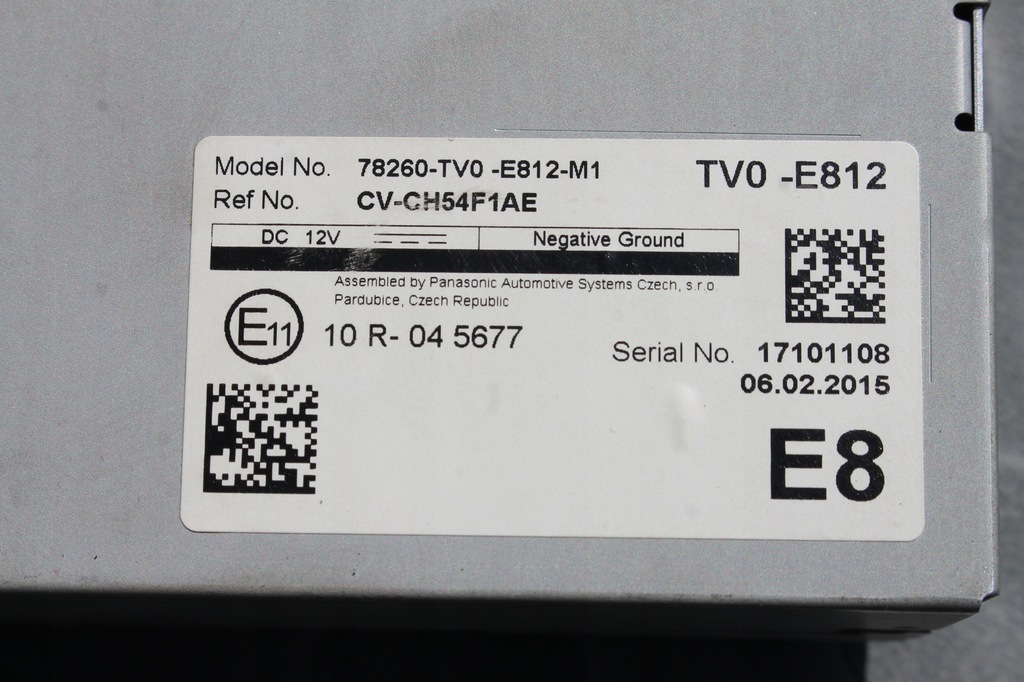 Model No. 78260-TV0 -E812-M1
TV0 -E812
Ref No. CV-CH54F1AE
DC 12V
Negative Ground
Assembled by Panasonic Automotive Systems Czech, s.r.o.
Pardubice, Czech Republic
E11
10 R- 04 5677
Serial No. 17101108
06.02.2015
E8